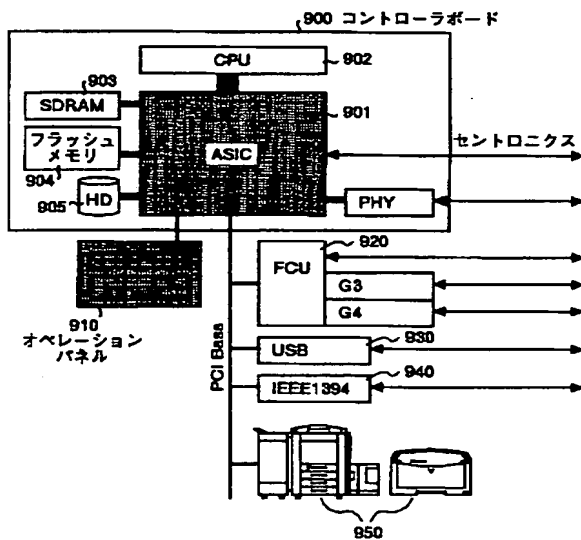 900 コントローラボード
CPU
902
903
SDRAM
901
フラッシュ
メモリ
ASIC
セントロニクス
904
905
HD
PHY
920
FCU
G3
G4
910
オペレーション
パネル
930
USB
940
IEEE1394
PCI Bass
950